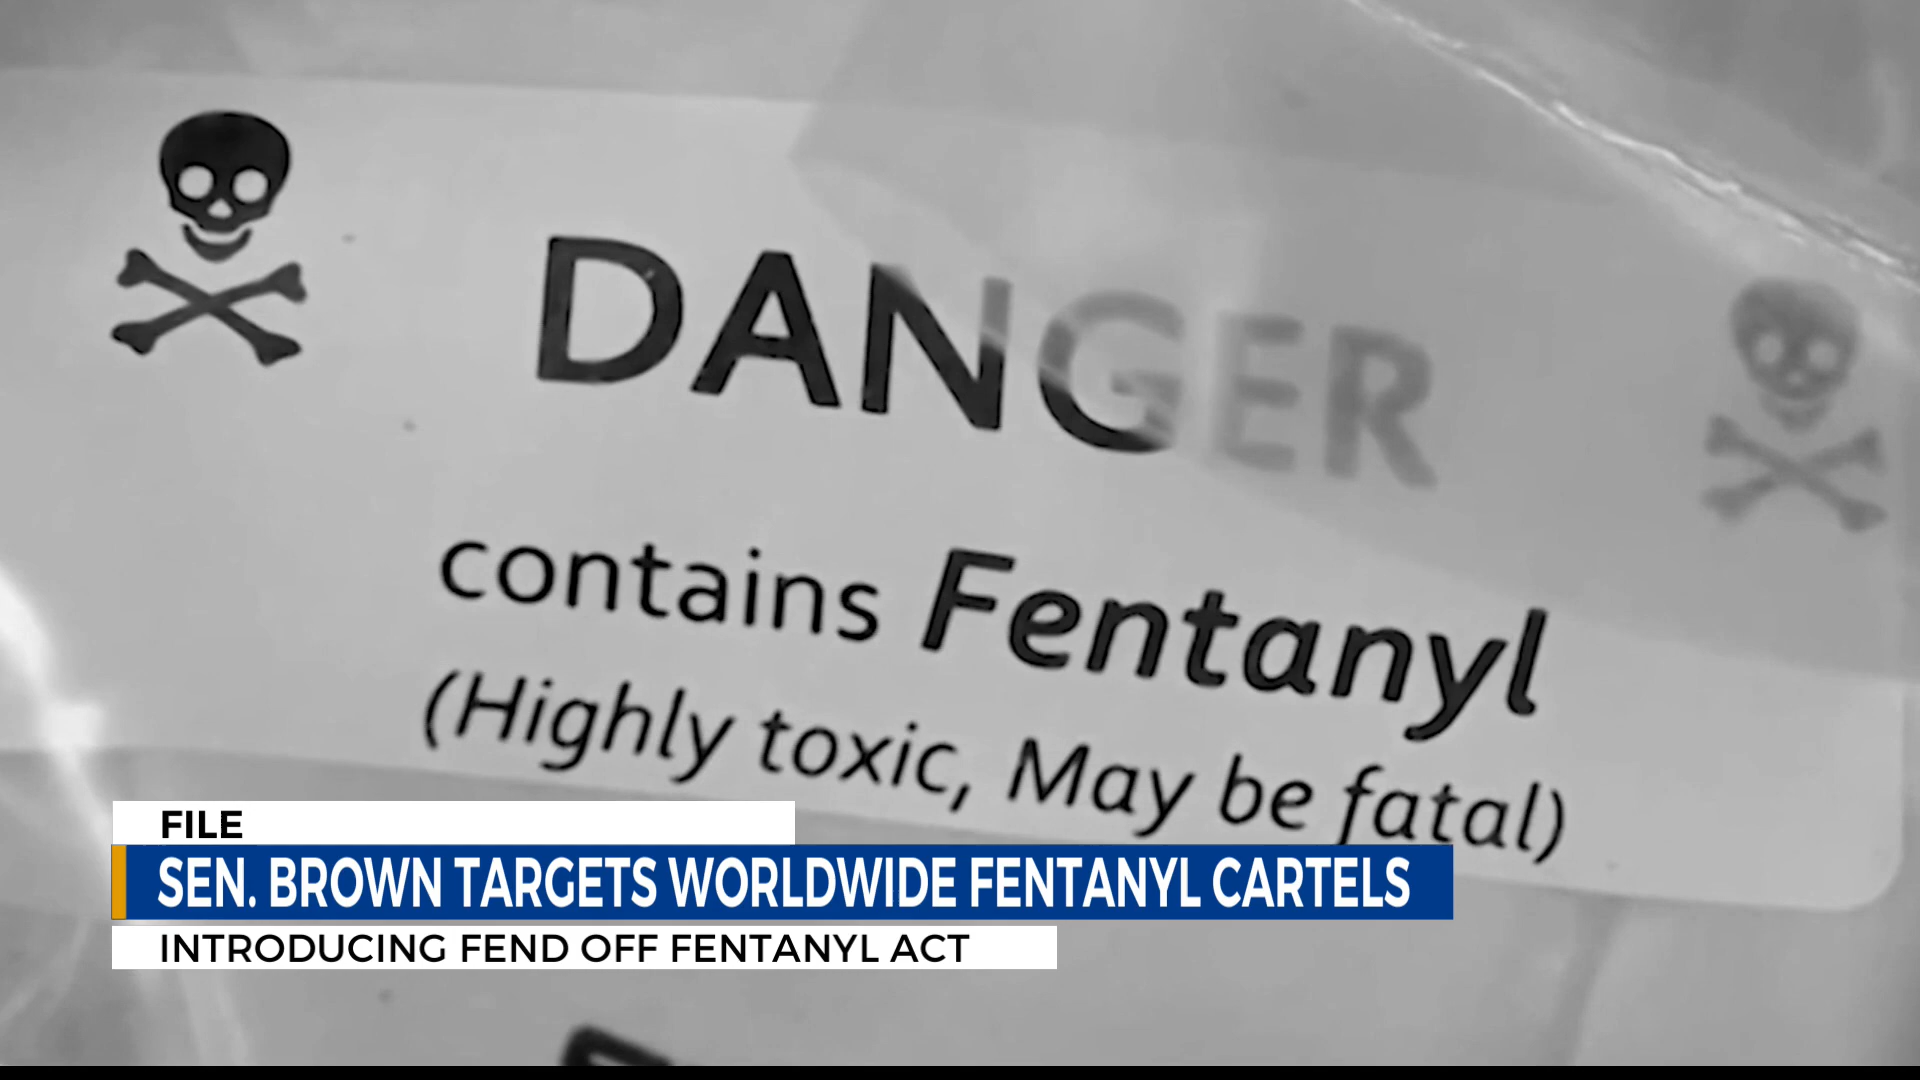 DANGER
contains Fentanyl
(Highly toxic, May be fatal)
FILE
SEN. BROWN TARGETS WORLDWIDE FENTANYL CARTELS
INTRODUCING FEND OFF FENTANYL ACT